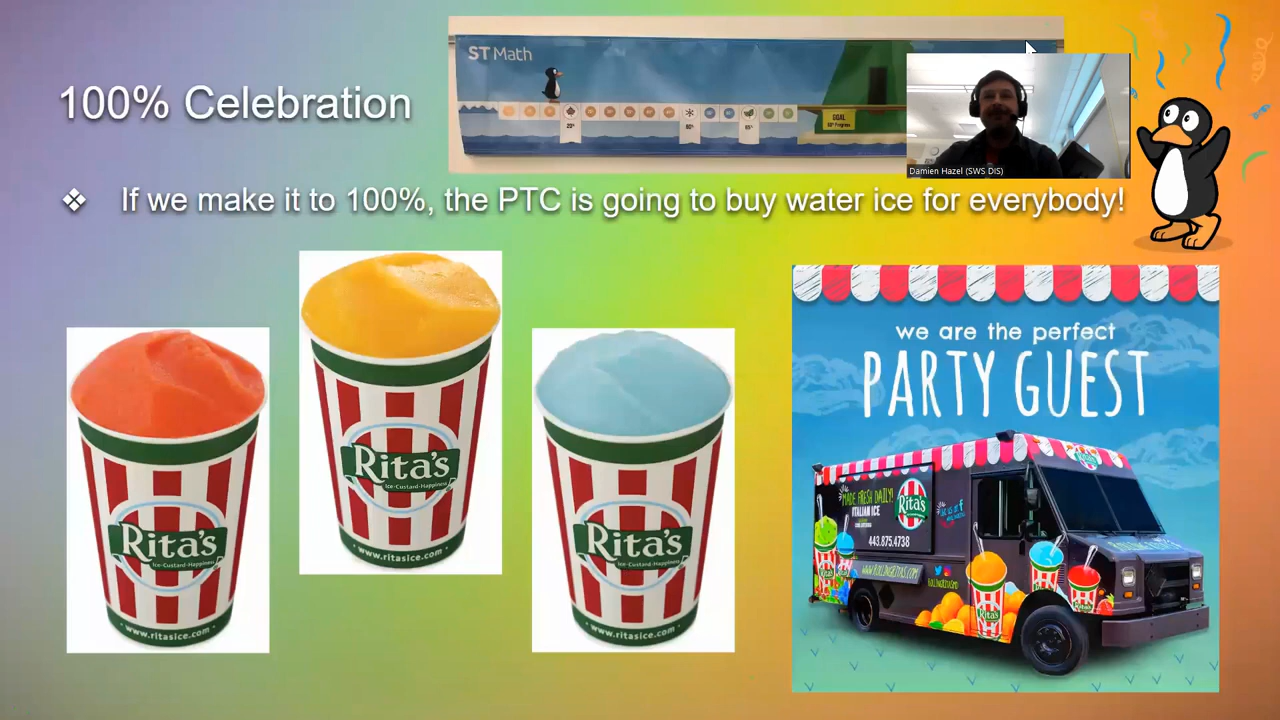 ST Math
100% Celebration
GOAL
20%
Damien Hazel (SWS DIS)
❖ If we make it to 100%, the PTC is going to buy water ice for everybody!
Rita's
Ice-Custard-Happiness
www.ritasice.com
Rita's
Ice-Custard-Happiness
www.ritasice.com
Rita's
Ice-Custard-Happiness
www.ritasice.com
we are the perfect
PARTY GUEST
MADE FRESH DAILY!
ITALIAN ICE
Rita's
443.875.4738
Rita's